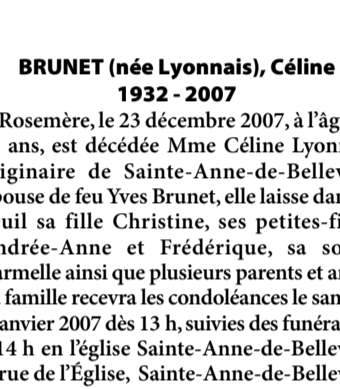 BRUNET (née Lyonnais), Céline
1932 - 2007
Rosemère, le 23 décembre 2007, à l'âg
ans, est décédée Mme Céline Lyon
iginaire de Sainte-Anne-de-Bellev
pouse de feu Yves Brunet, elle laisse dan
euil sa fille Christine, ses petites-fi
ndrée-Anne et Frédérique, sa so
armelle ainsi que plusieurs parents et a
famille recevra les condoléances le san
anvier 2007 dès 13 h, suivies des funéra
14 h en l'église Sainte-Anne-de-Bellev
rue de l'Église, Sainte-Anne-de-Bellev